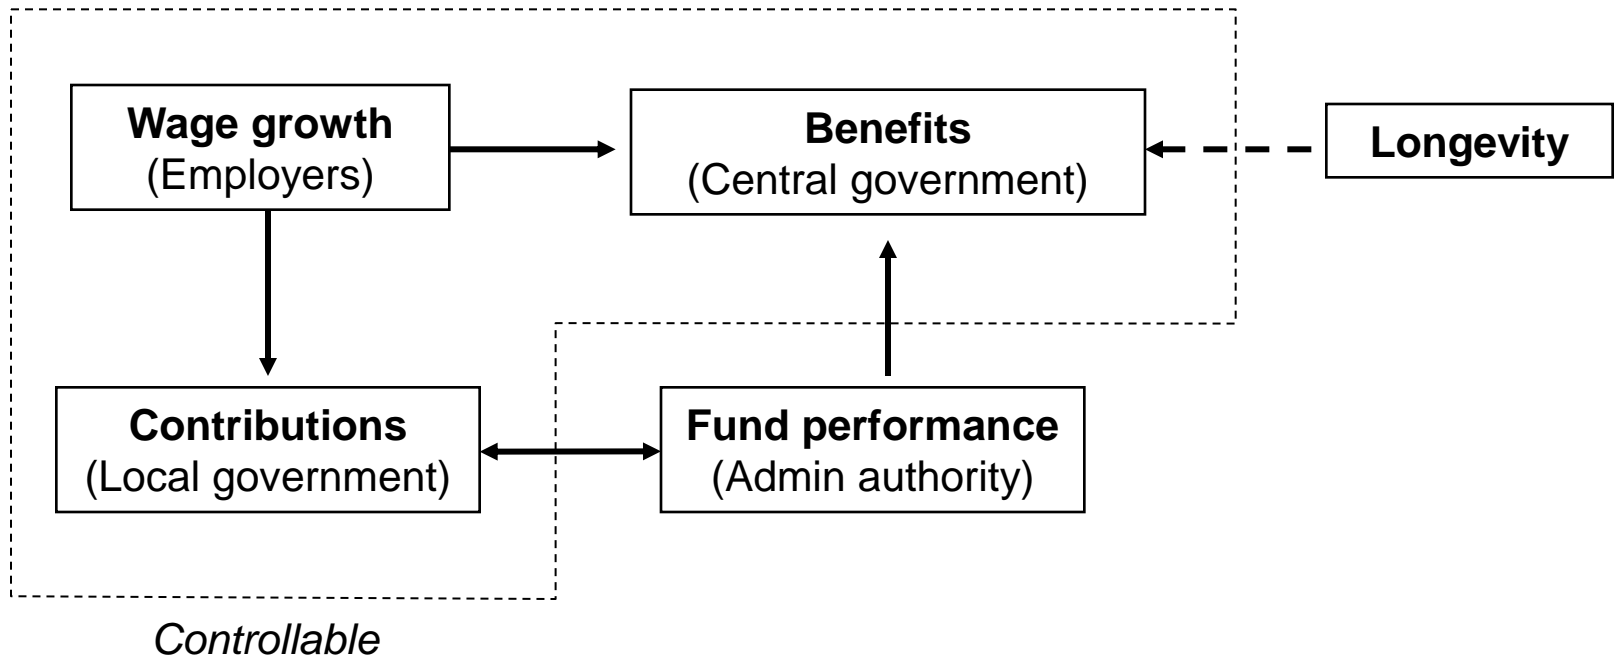 Wage growth
(Employers)
Benefits
(Central government)
Longevity
Contributions
(Local government)
Fund performance
(Admin authority)
Controllable